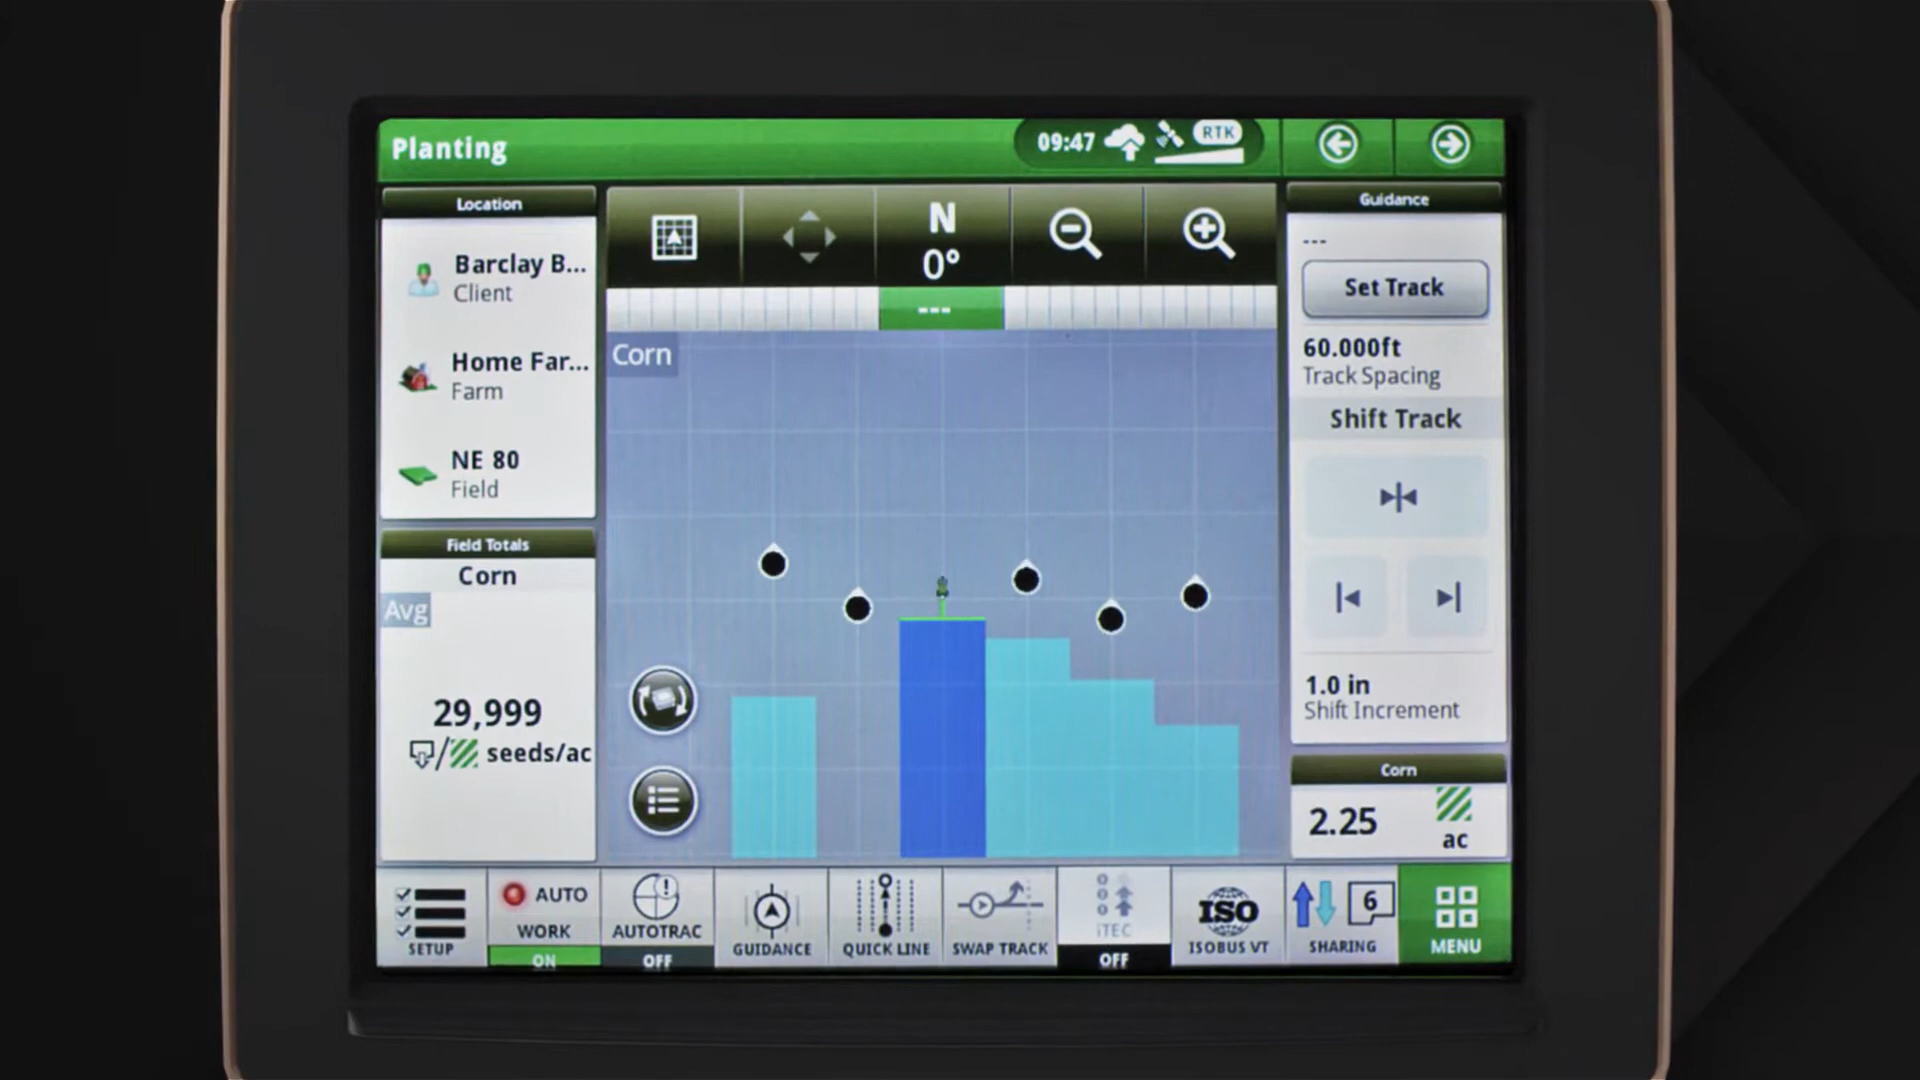 Planting
09:47
RTK
Location
Barclay B...
Client
Home Far...
Farm
NE 80
Field
Field Totals
Corn
Avg
29,999
/ seeds/ac
N
0°
---
Corn
Guidance
---
Set Track
60.000ft
Track Spacing
Shift Track
1.0 in
Shift Increment
Corn
2.25
ac
SETUP
AUTO
WORK
ON
AUTOTRAC
OFF
GUIDANCE
QUICK LINE
SWAP TRACK
iTEC
OFF
ISO
ISOBUS VT
6
SHARING
MENU